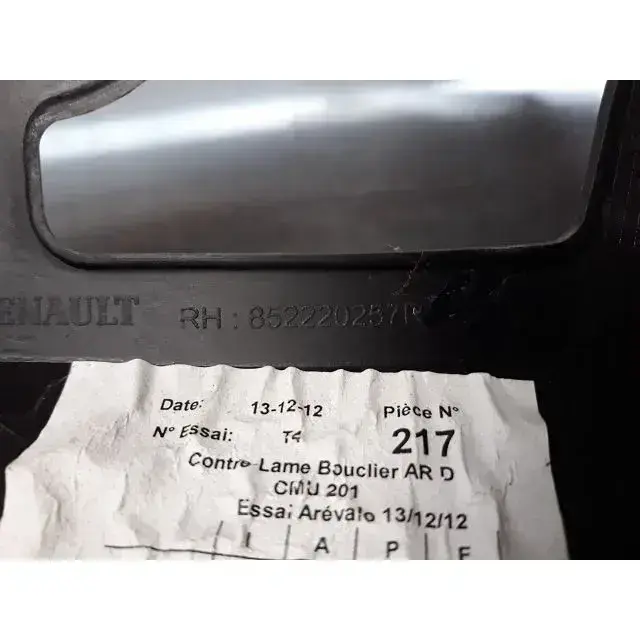 RENAULT RH : 852220257R
Date: 13-12-12 Pièce N°
N° Essai: T4 217
Contre-Lame Bouclier AR D
CMU 201
Essai Arévalo 13/12/12
I A P F